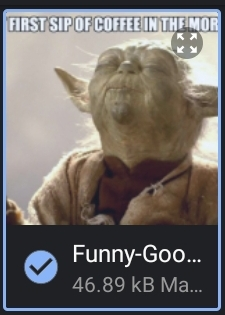 FIRST SIP OF COFFEE IN THE MOR
Funny-Goo...
46.89 kB Ma...